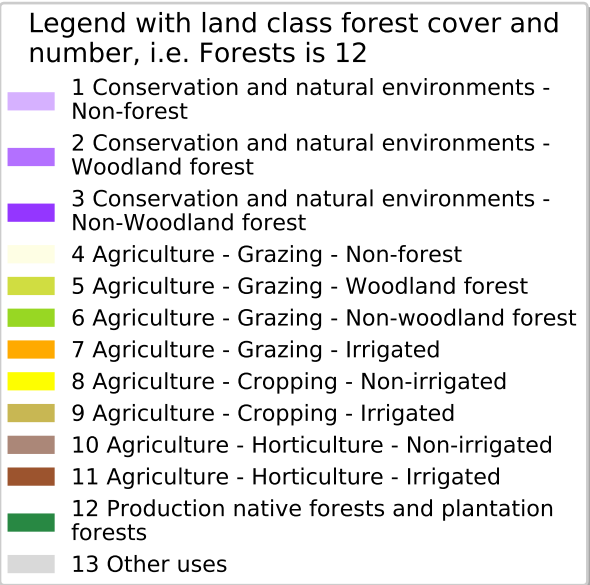 Legend with land class forest cover and
number, i.e. Forests is 12
1 Conservation and natural environments -
Non-forest
2 Conservation and natural environments -
Woodland forest
3 Conservation and natural environments -
Non-Woodland forest
4 Agriculture - Grazing - Non-forest
5 Agriculture - Grazing - Woodland forest
6 Agriculture - Grazing - Non-woodland forest
7 Agriculture - Grazing - Irrigated
8 Agriculture - Cropping - Non-irrigated
9 Agriculture - Cropping - Irrigated
10 Agriculture - Horticulture - Non-irrigated
11 Agriculture - Horticulture - Irrigated
12 Production native forests and plantation
forests
13 Other uses